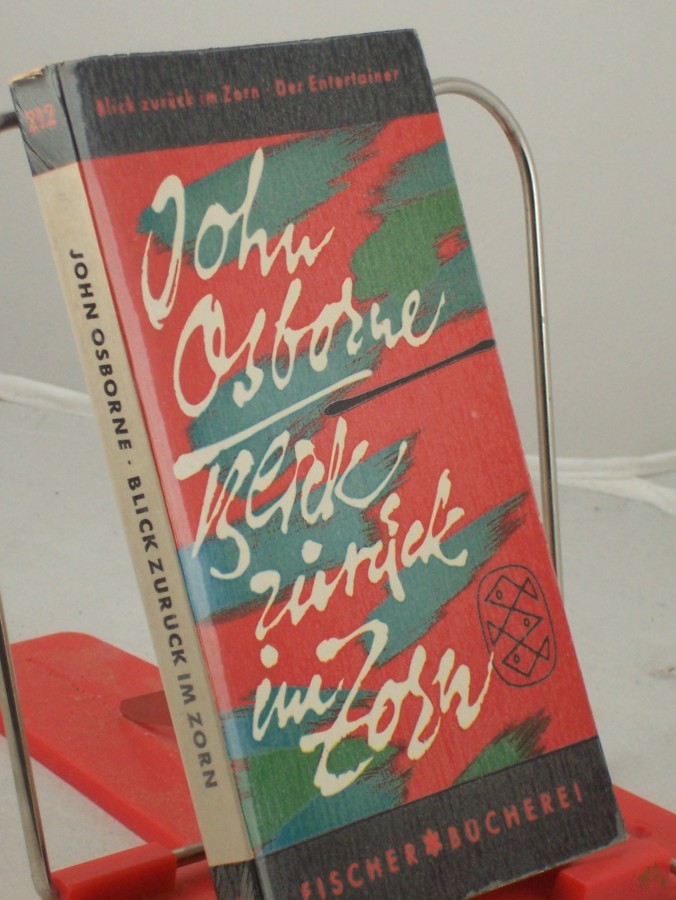 Blick zurück im Zorn · Der Entertainer
212
John
Osborne
Blick
zurück
im Zorn
JOHN OSBORNE · BLICK ZURÜCK IM ZORN
FISCHER BÜCHEREI